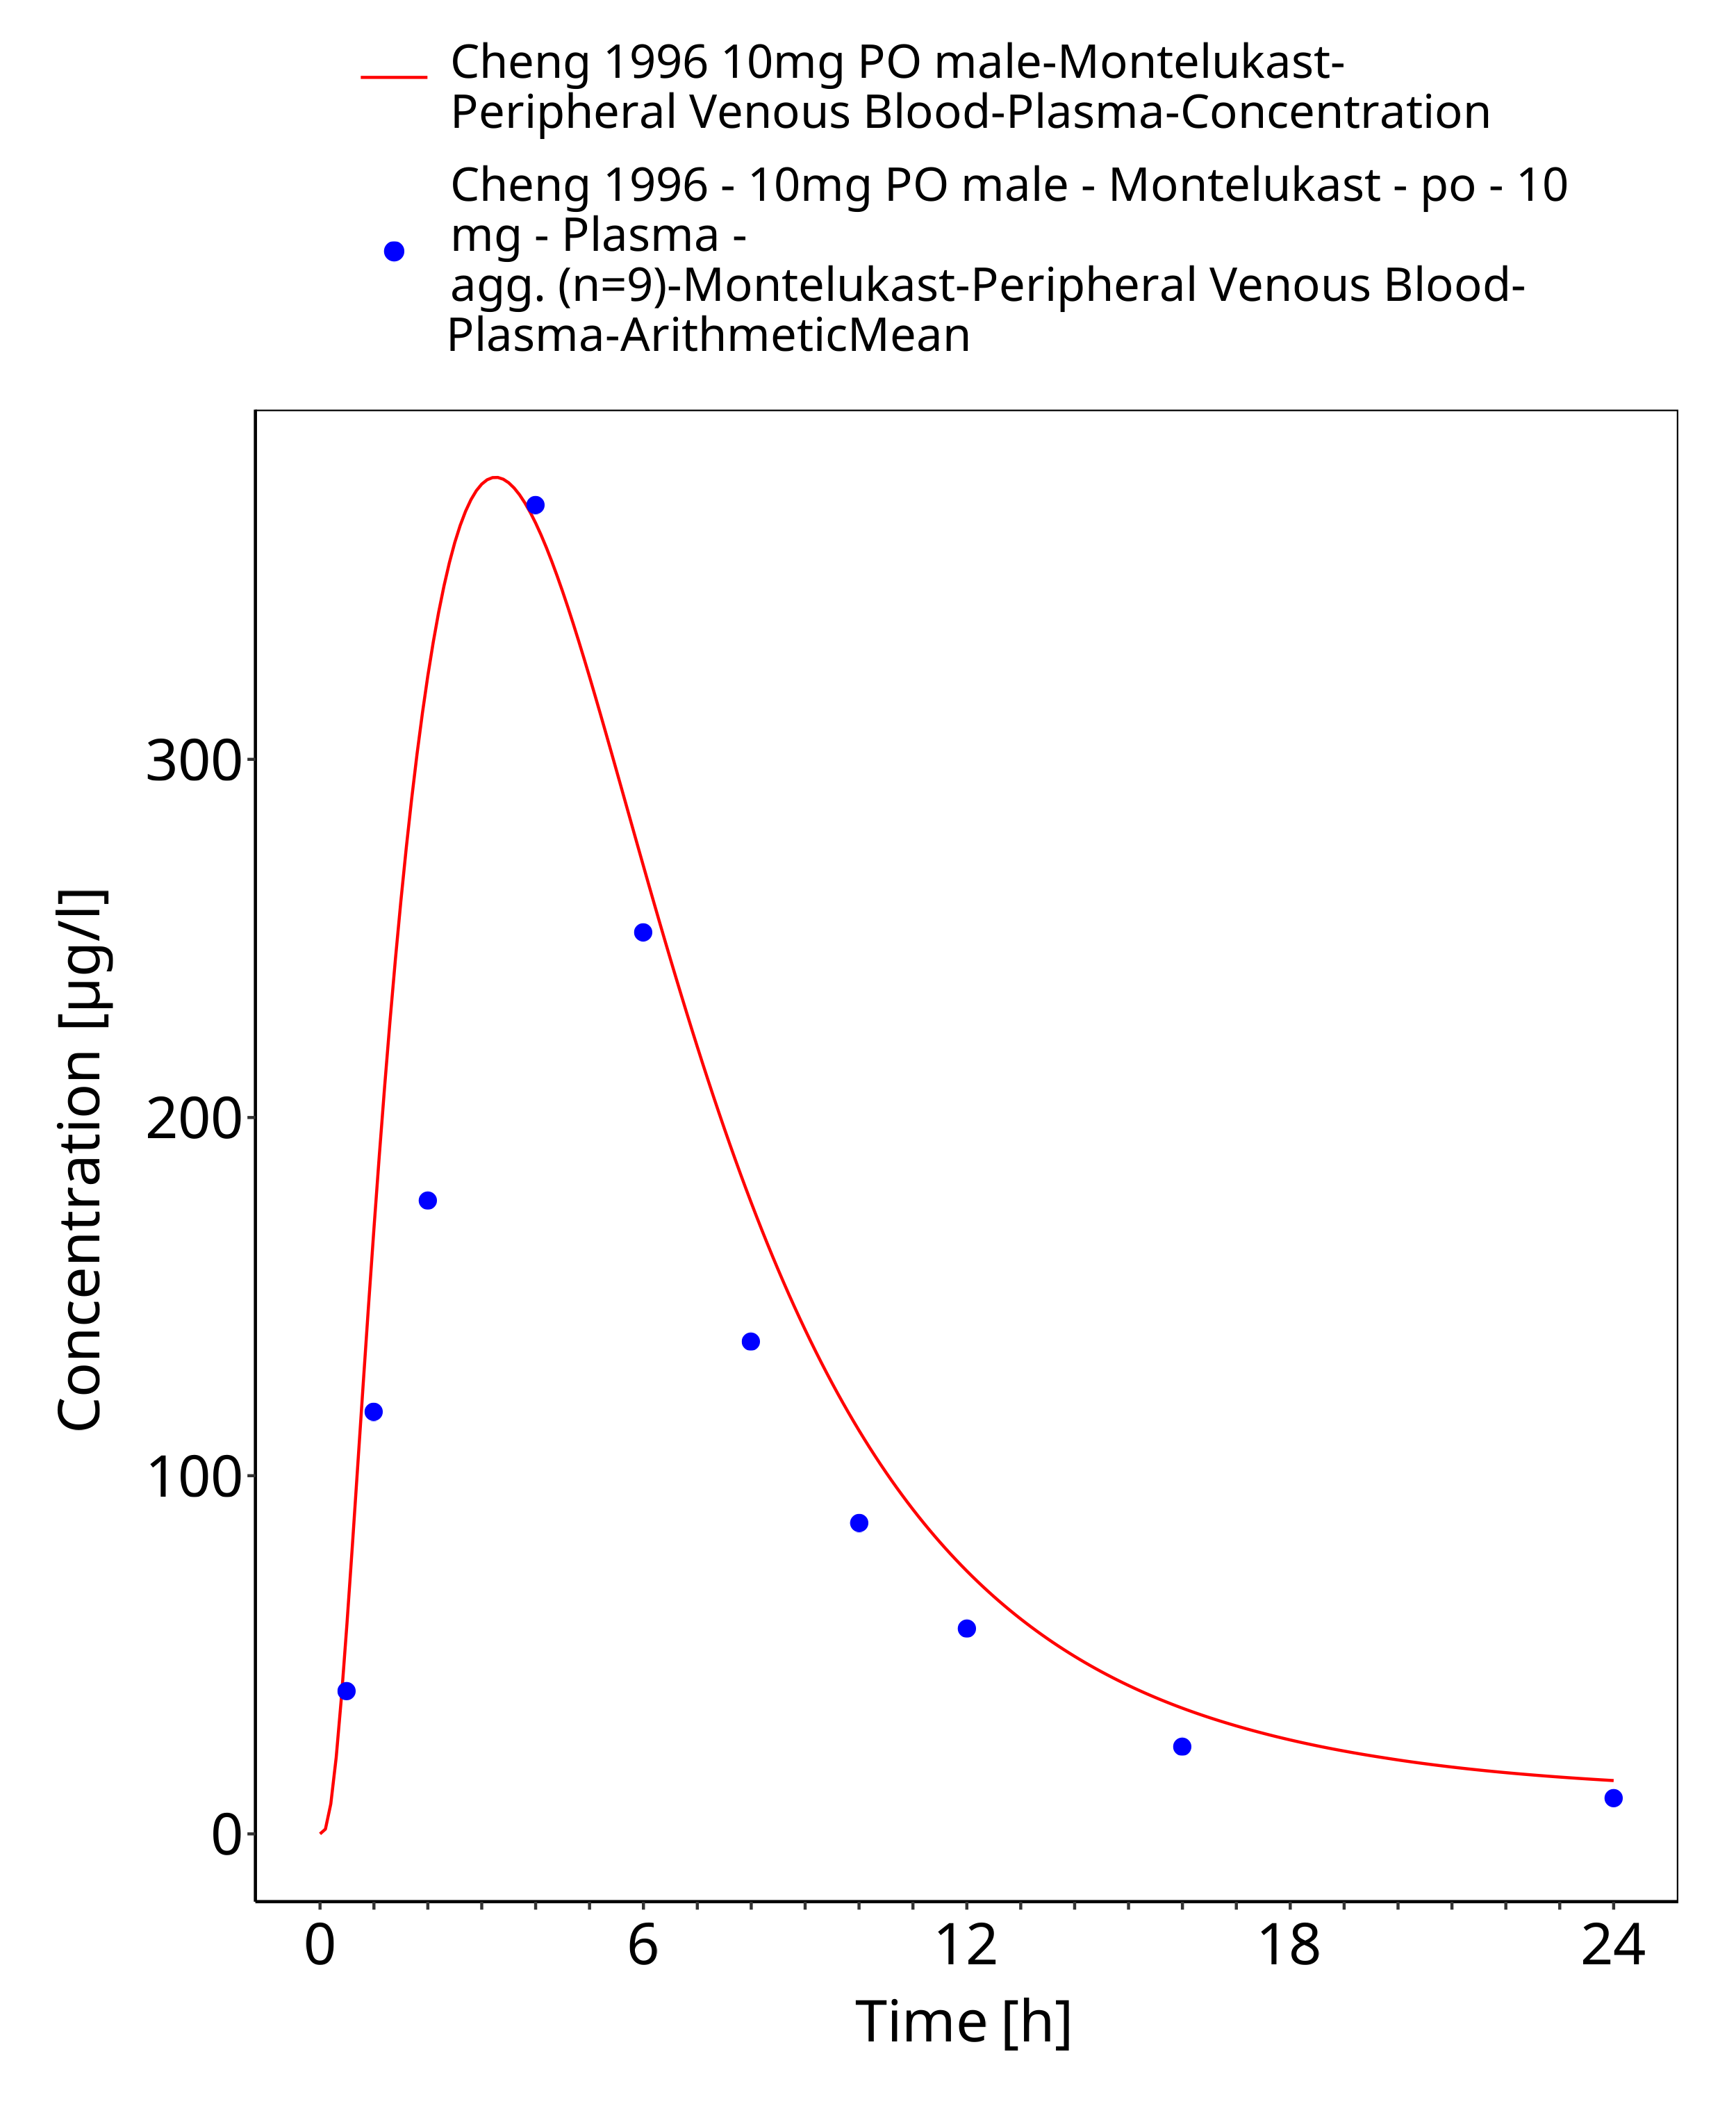 Cheng 1996 10mg PO male-Montelukast-
Peripheral Venous Blood-Plasma-Concentration
Cheng 1996 - 10mg PO male - Montelukast - po - 10
mg - Plasma -
agg. (n=9)-Montelukast-Peripheral Venous Blood-
Plasma-ArithmeticMean
Concentration [µg/l]
300
200
100
0
0 6 12 18 24
Time [h]